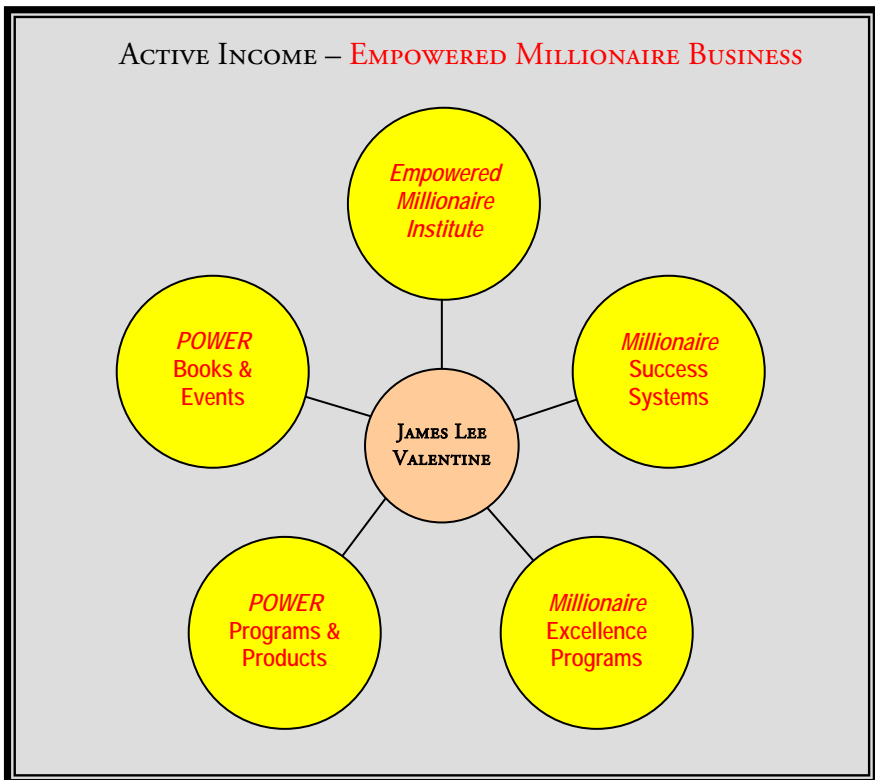 Active Income – Empowered Millionaire Business
Empowered
Millionaire
Institute
POWER
Books &
Events
Millionaire
Success
Systems
James Lee
Valentine
POWER
Programs &
Products
Millionaire
Excellence
Programs